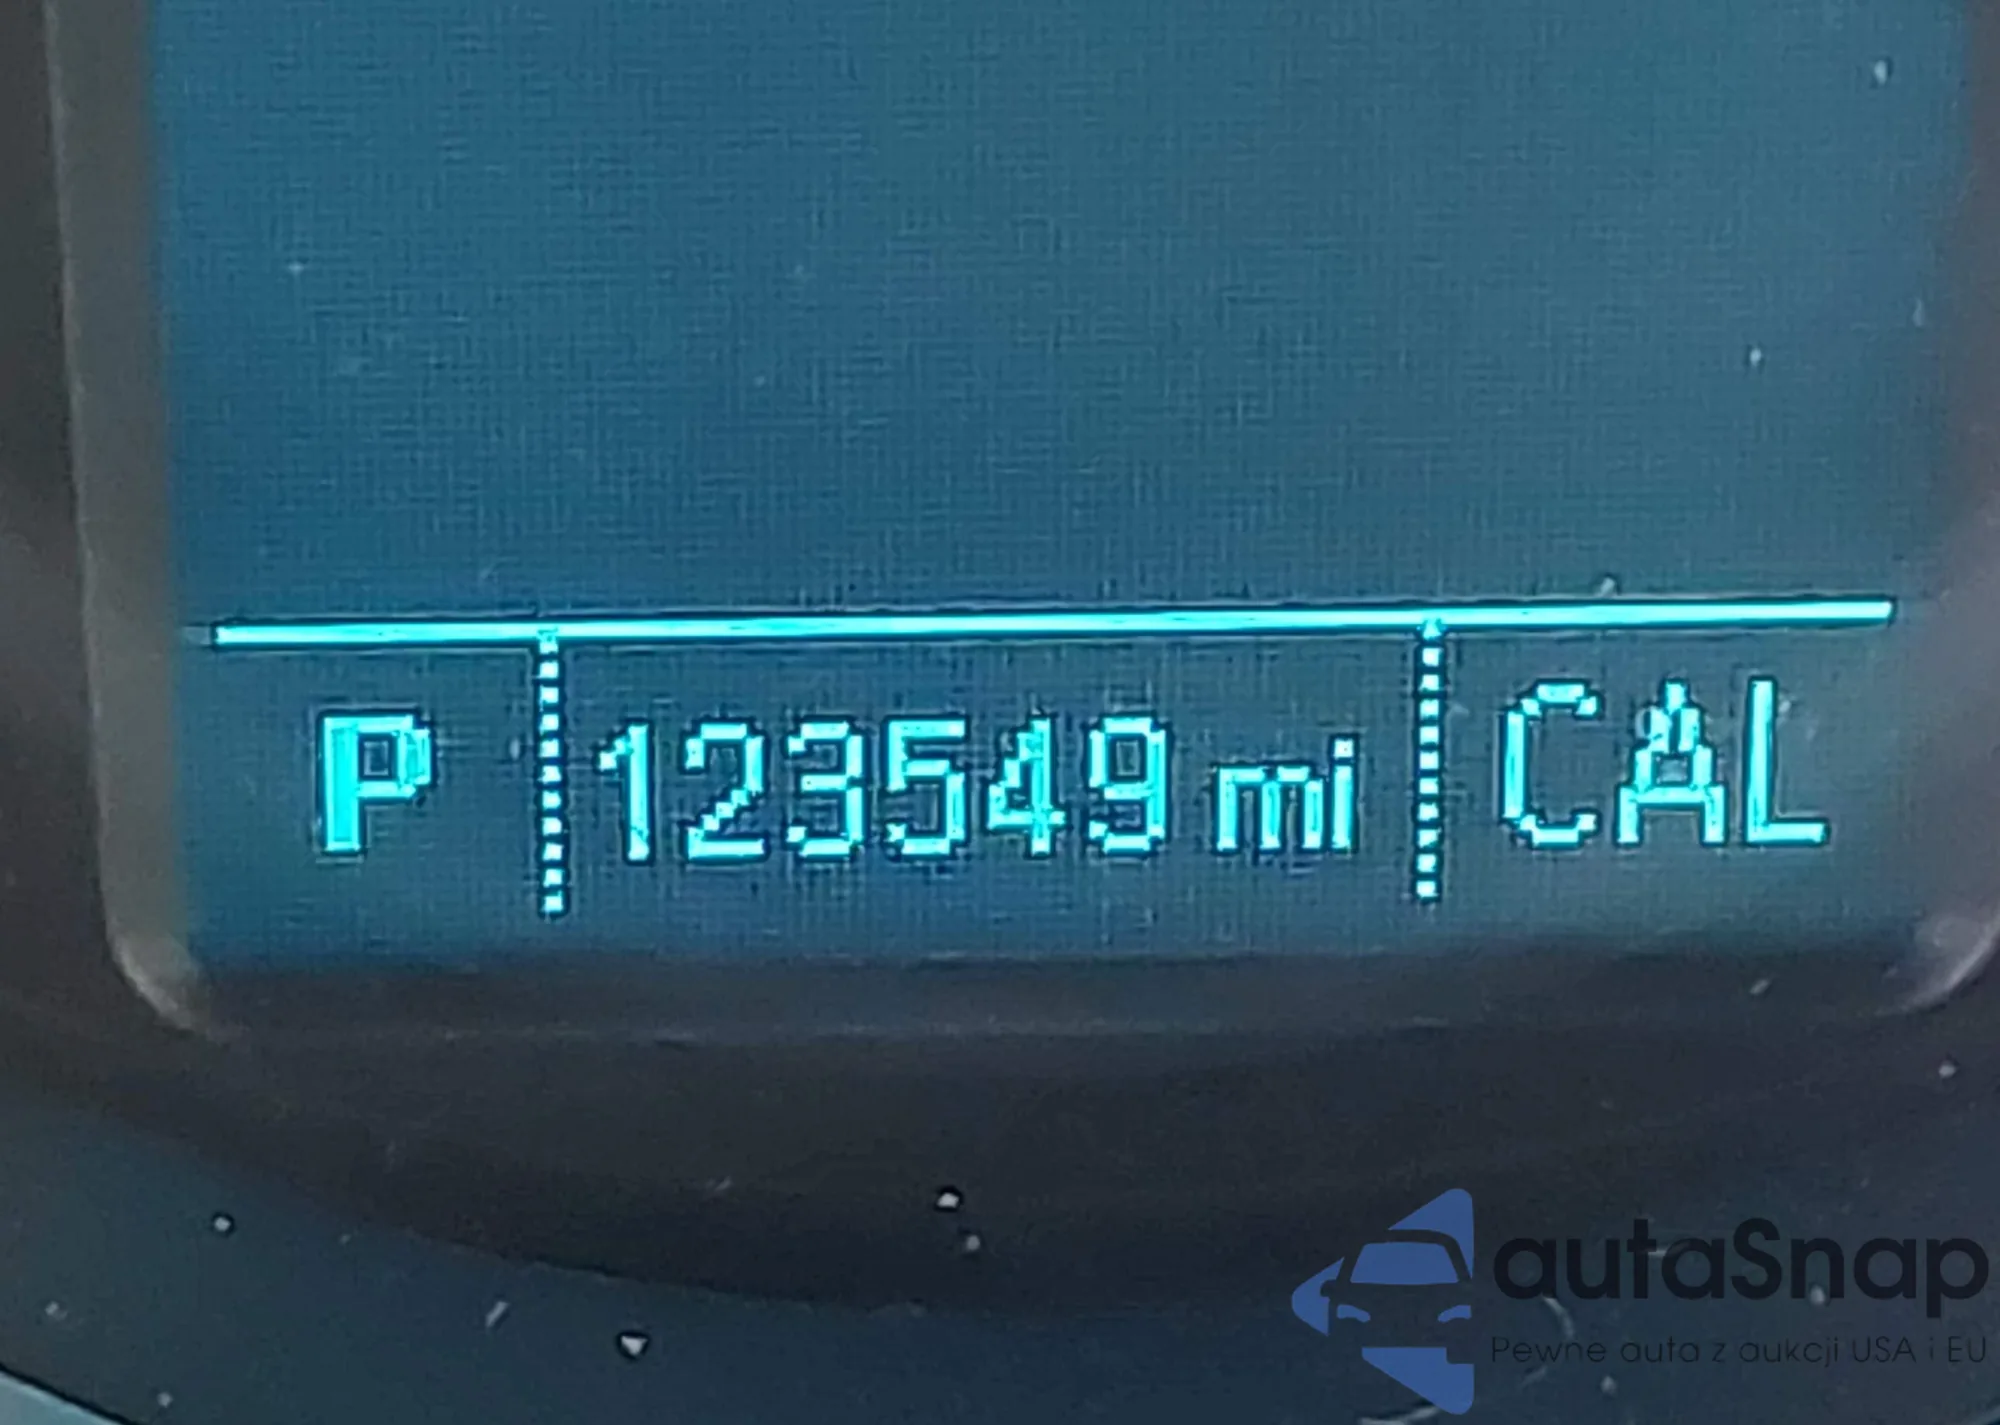 P 123549 mi CAL
autaSnap
Pewne auta z aukcji USA i EU